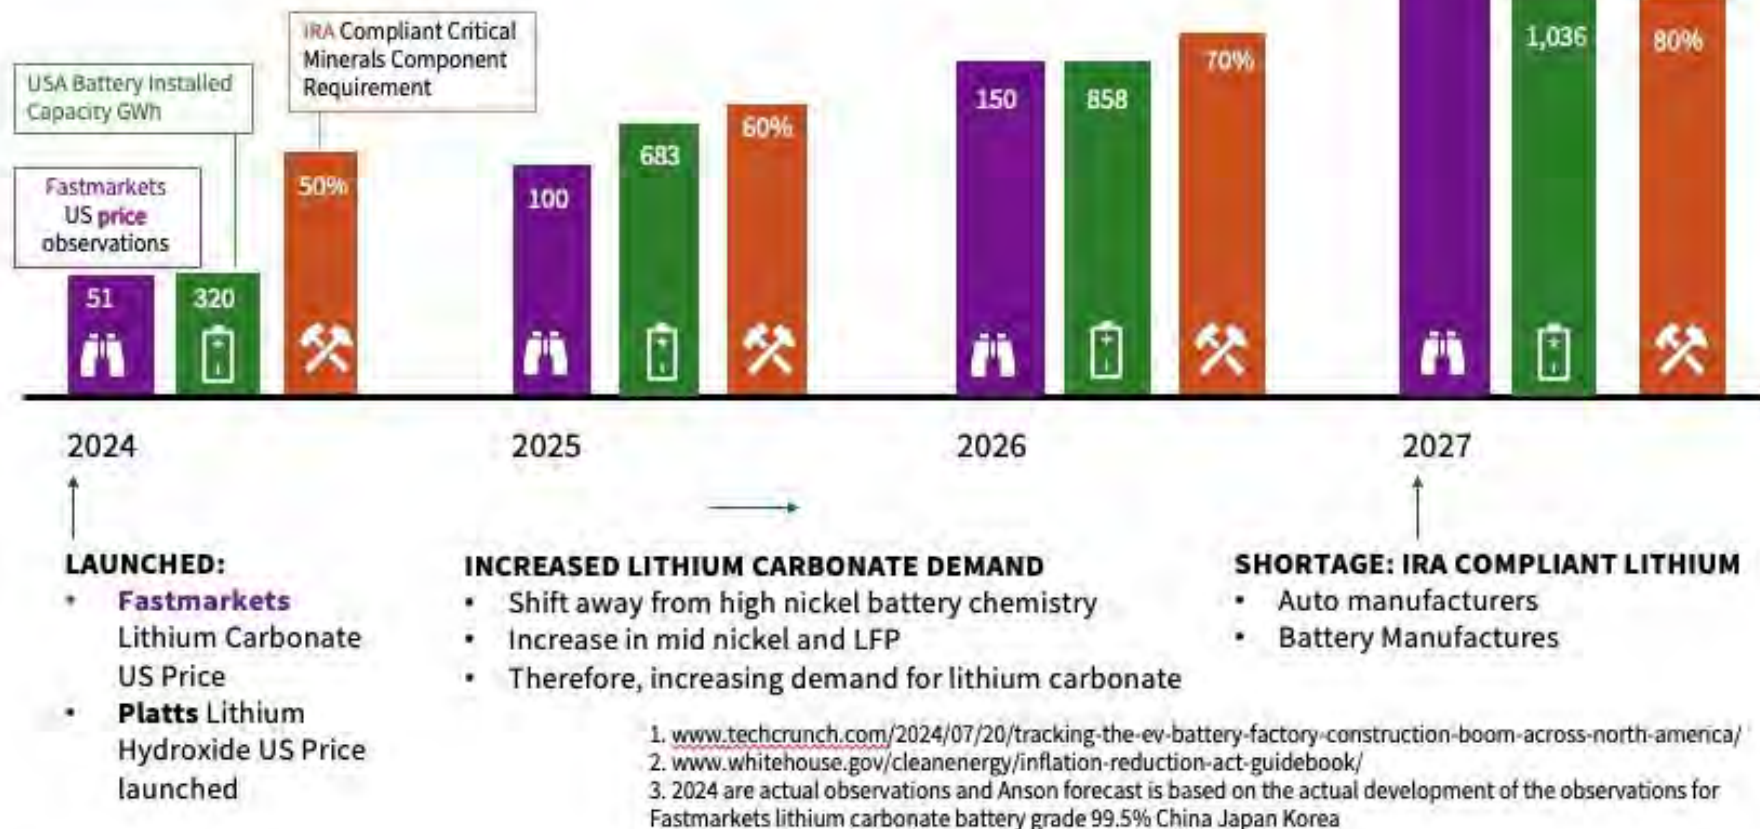 IRA Compliant Critical
Minerals Component
Requirement
USA Battery Installed
Capacity GWh
Fastmarkets
US price
observations
51
320
50%
100
683
60%
150
858
70%
1,036
80%
2024
2025
2026
2027
LAUNCHED:
• Fastmarkets
Lithium Carbonate
US Price
• Platts Lithium
Hydroxide US Price
launched
INCREASED LITHIUM CARBONATE DEMAND
• Shift away from high nickel battery chemistry
• Increase in mid nickel and LFP
• Therefore, increasing demand for lithium carbonate
SHORTAGE: IRA COMPLIANT LITHIUM
• Auto manufacturers
• Battery Manufactures
1. www.techcrunch.com/2024/07/20/tracking-the-ev-battery-factory-construction-boom-across-north-america/
2. www.whitehouse.gov/cleanenergy/inflation-reduction-act-guidebook/
3. 2024 are actual observations and Anson forecast is based on the actual development of the observations for
Fastmarkets lithium carbonate battery grade 99.5% China Japan Korea